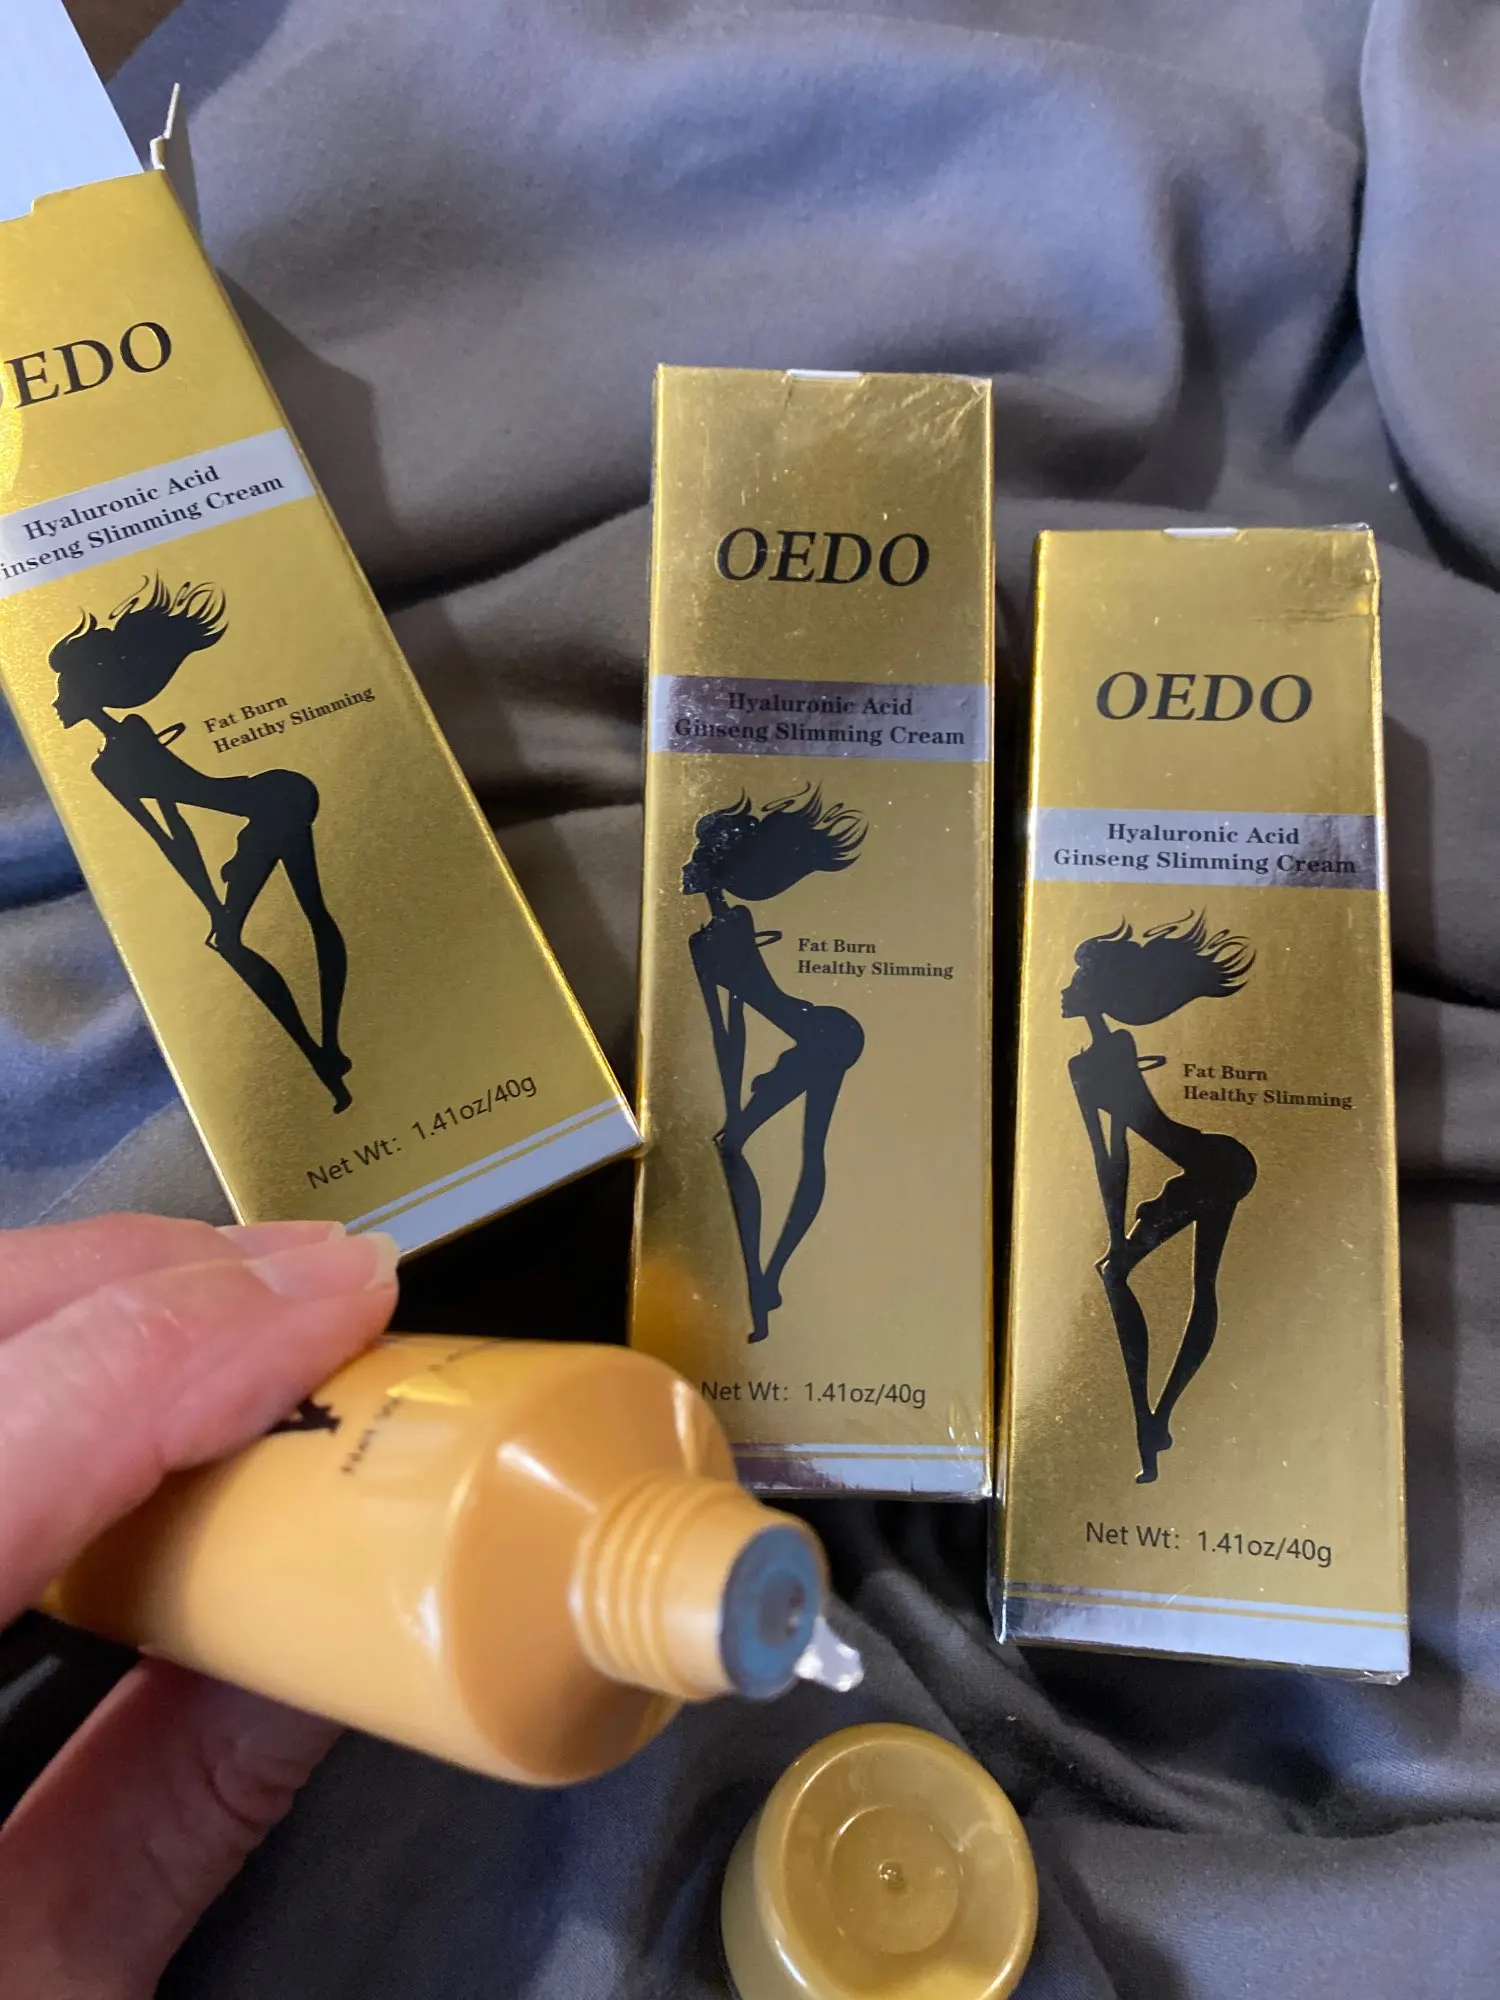 EDO
Hyaluronic Acid
Slimming Cream
Fat Burn
Healthy Slimming
Net Wt: 1.41oz/40g
OEDO
Hyaluronic Acid
Ginseng Slimming Cream
Fat Burn
Healthy Slimming
Net Wt: 1.41oz/40g
OEDO
Hyaluronic Acid
Ginseng Slimming Cream
Fat Burn
Healthy Slimming
Net Wt: 1.41oz/40g